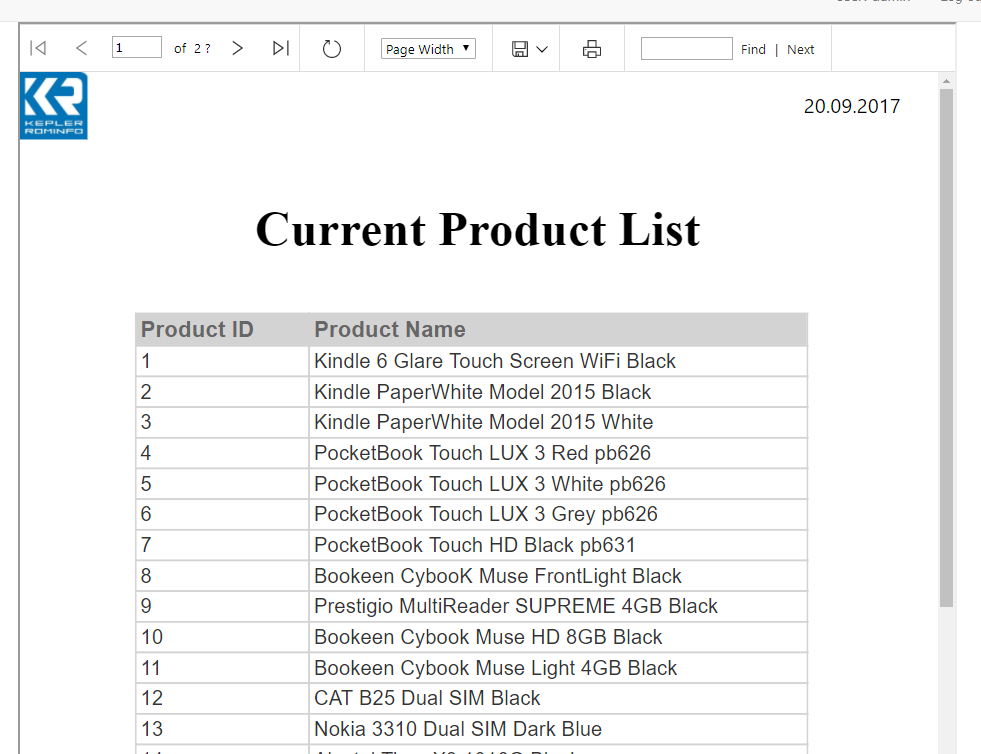 1 of 2 ? Page Width Find | Next
KEPLER
ROMINFO
20.09.2017
Current Product List
Product ID Product Name
1 Kindle 6 Glare Touch Screen WiFi Black
2 Kindle PaperWhite Model 2015 Black
3 Kindle PaperWhite Model 2015 White
4 PocketBook Touch LUX 3 Red pb626
5 PocketBook Touch LUX 3 White pb626
6 PocketBook Touch LUX 3 Grey pb626
7 PocketBook Touch HD Black pb631
8 Bookeen CybooK Muse FrontLight Black
9 Prestigio MultiReader SUPREME 4GB Black
10 Bookeen Cybook Muse HD 8GB Black
11 Bookeen Cybook Muse Light 4GB Black
12 CAT B25 Dual SIM Black
13 Nokia 3310 Dual SIM Dark Blue